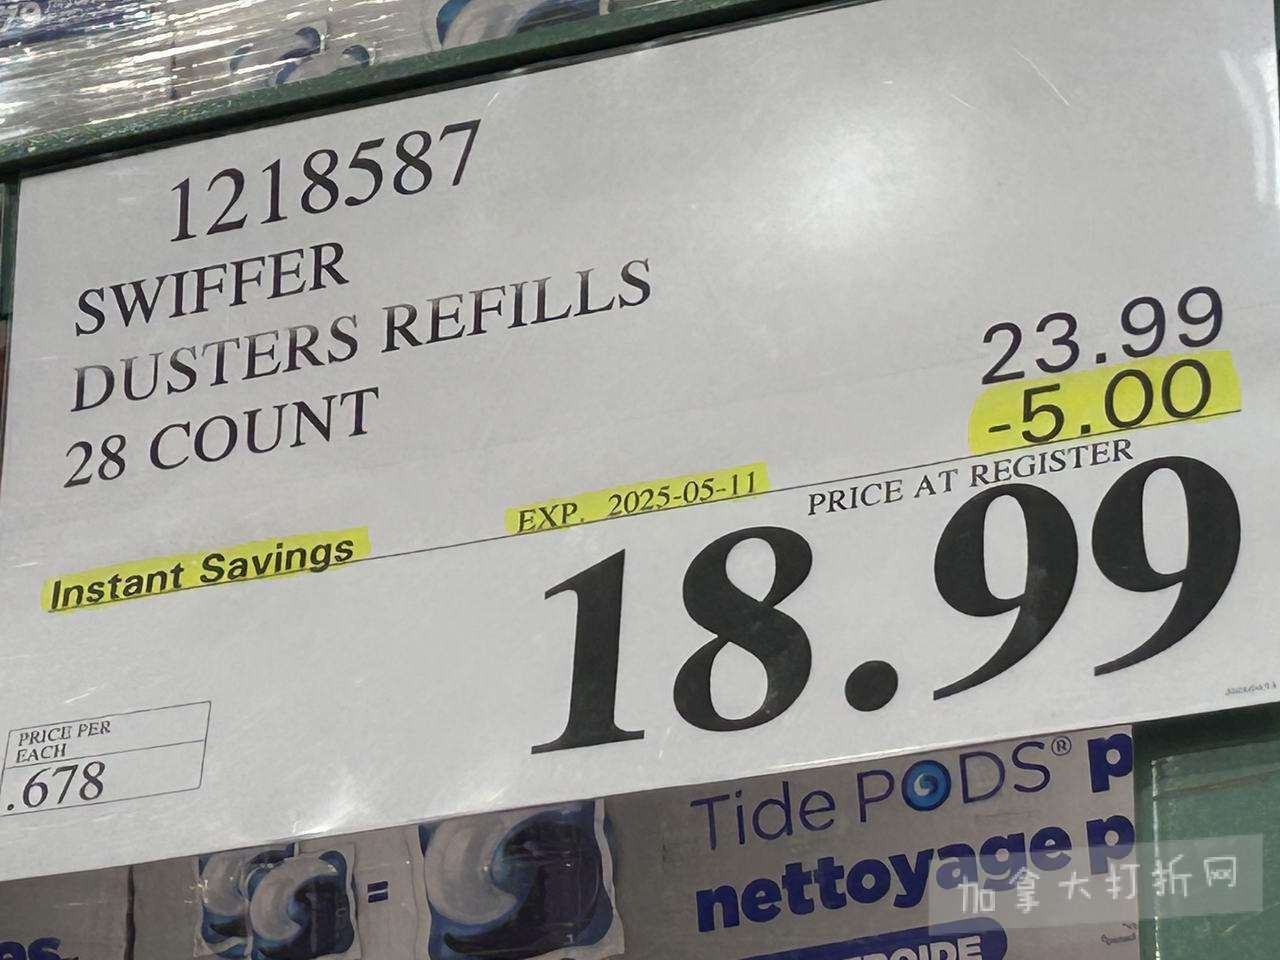 1218587
SWIFFER
DUSTERS REFILLS
28 COUNT
23.99
-5.00
Instant Savings
EXP. 2025-05-11
PRICE AT REGISTER
18.99
PRICE PER
EACH
.678
Tide PODS® p
nettoyage p
=
es.
加拿大打折网